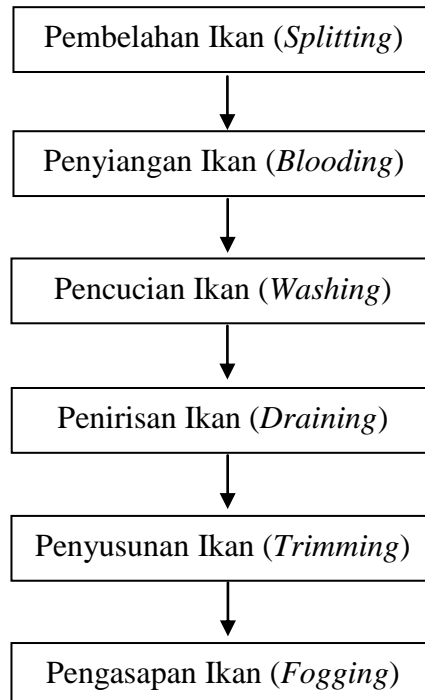 Pembelahan Ikan (Splitting)
Penyiangan Ikan (Blooding)
Pencucian Ikan (Washing)
Penirisan Ikan (Draining)
Penyusunan Ikan (Trimming)
Pengasapan Ikan (Fogging)